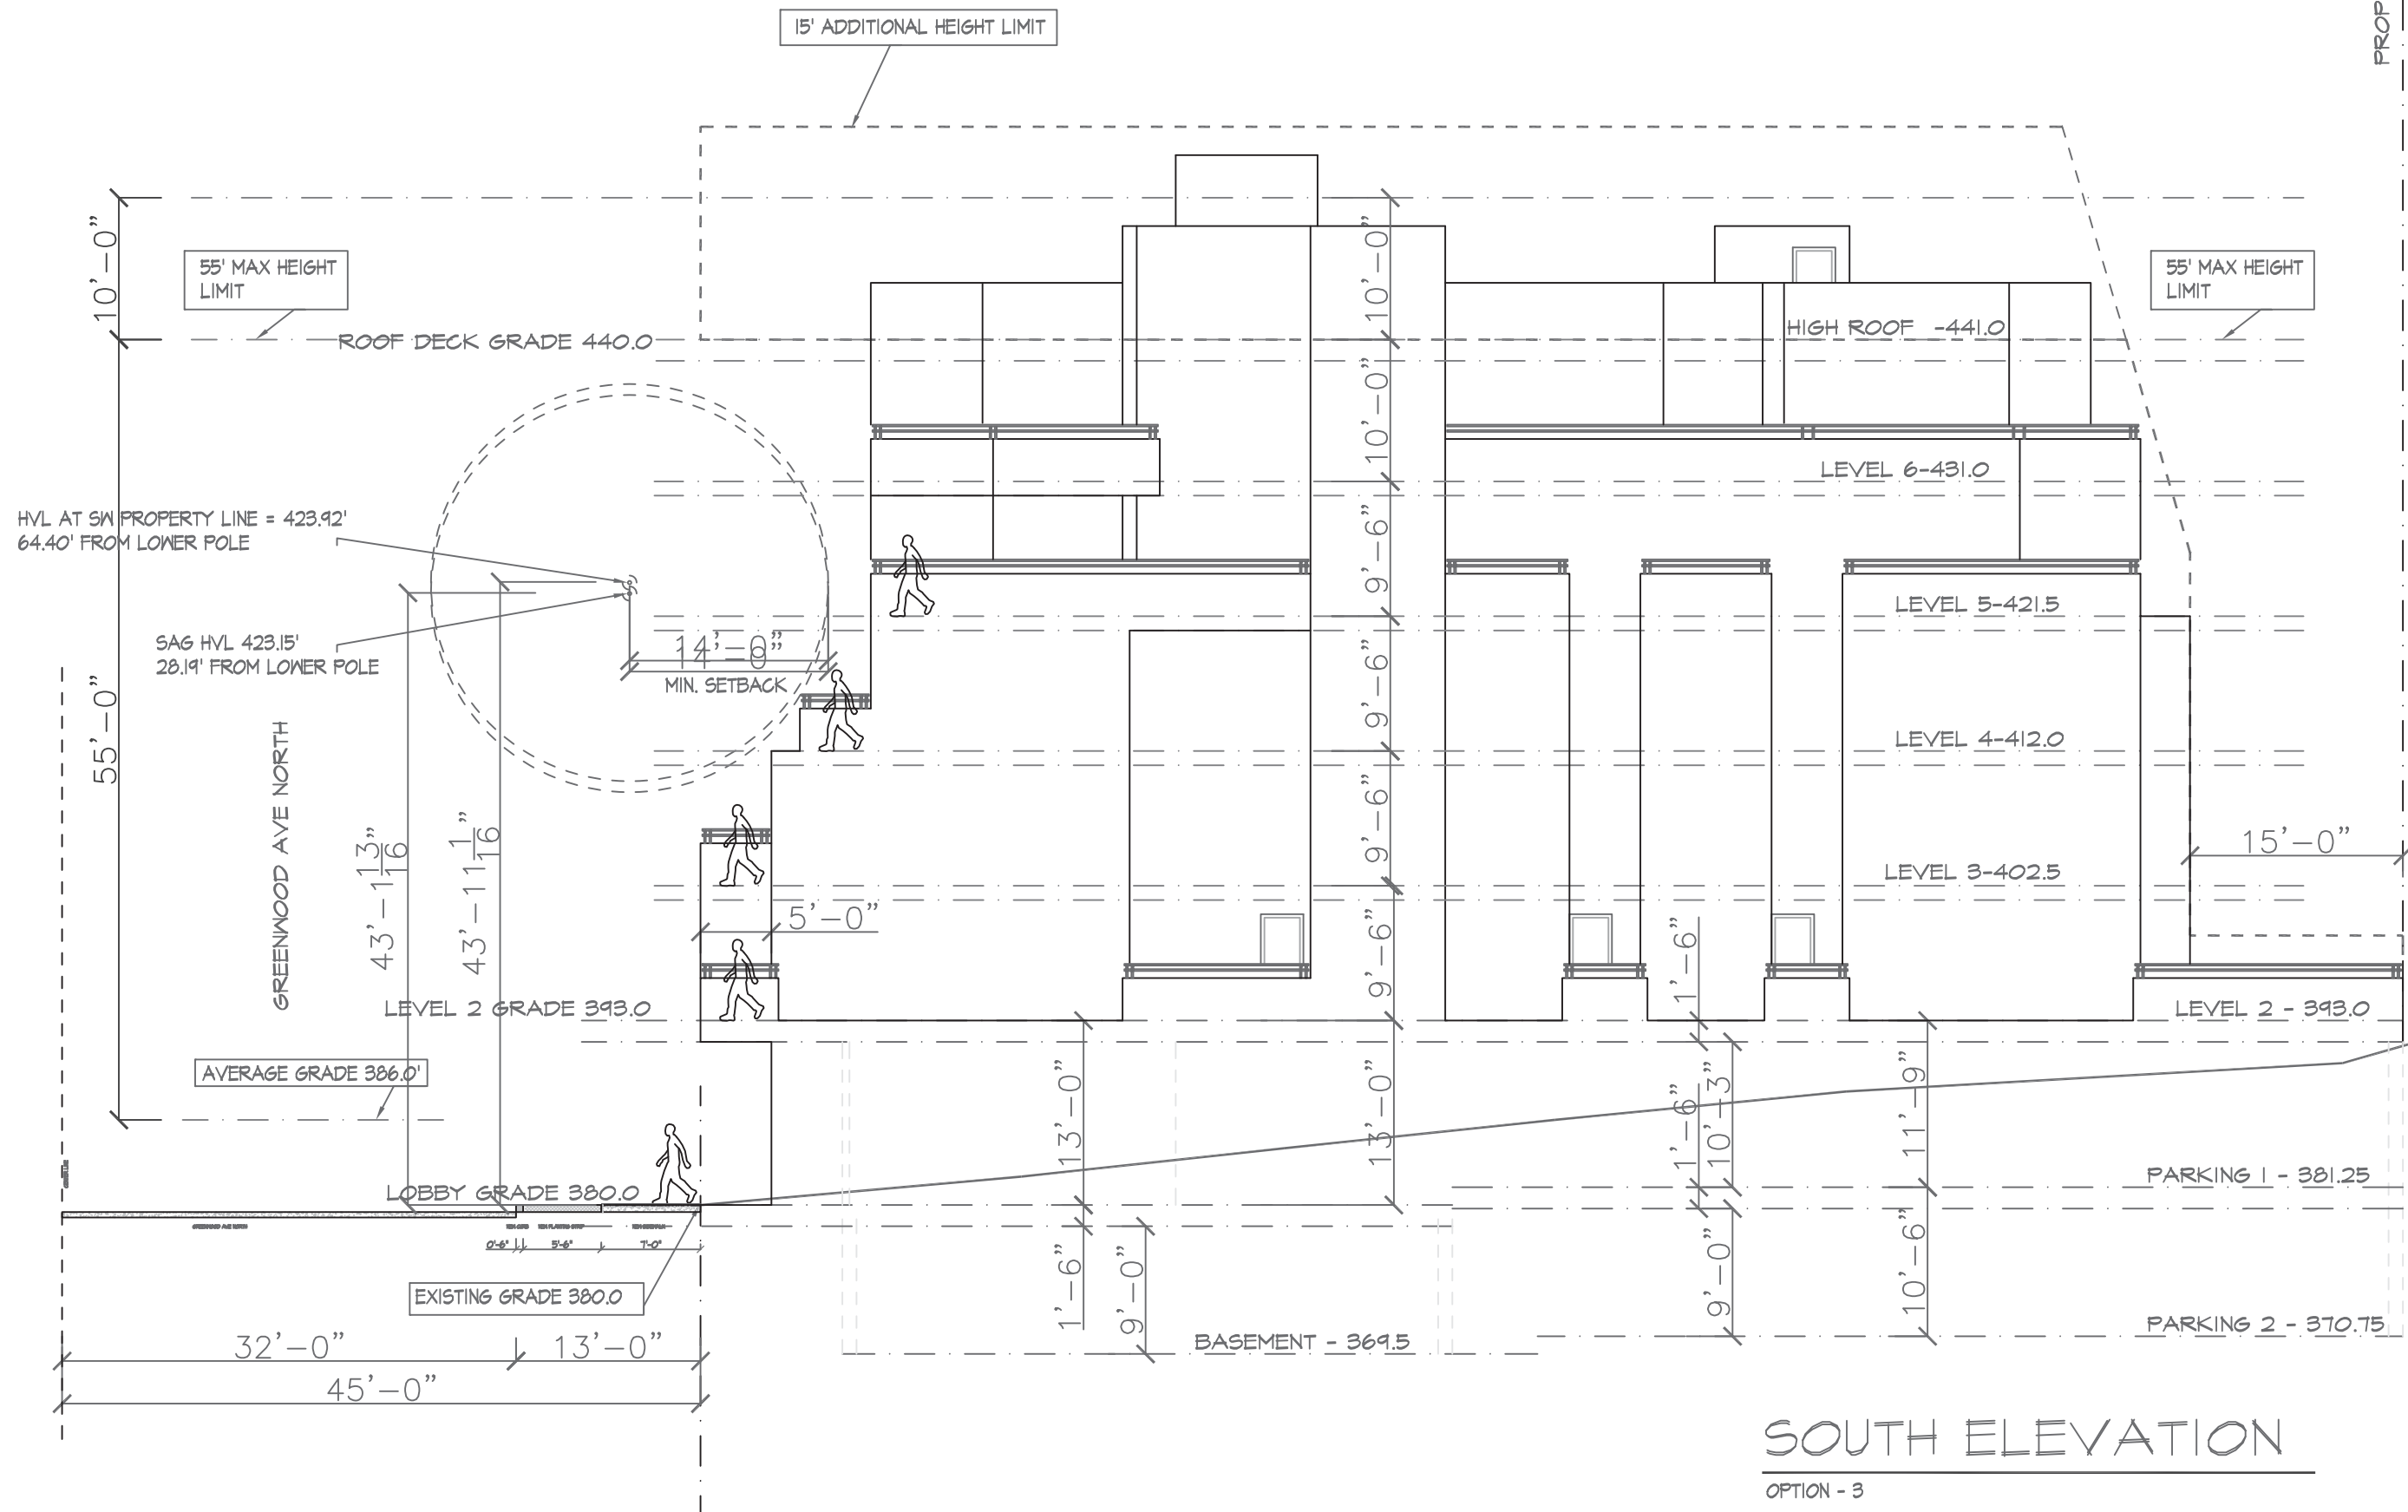 15' ADDITIONAL HEIGHT LIMIT
PROP
10'-0"
55' MAX HEIGHT
LIMIT
10'-0"
55' MAX HEIGHT
LIMIT
ROOF DECK GRADE 440.0
HIGH ROOF -441.0
10'-0"
LEVEL 6-431.0
HVL AT SW PROPERTY LINE = 423.92'
64.40' FROM LOWER POLE
9'-6"
LEVEL 5-421.5
SAG HVL 423.15'
28.19' FROM LOWER POLE
14'-0"
MIN. SETBACK
9'-6"
55'-0"
LEVEL 4-412.0
GREENWOOD AVE NORTH
43'-1 13/16"
43'-11 1/16"
9'-6"
15'-0"
LEVEL 3-402.5
5'-0"
9'-6"
1'-6"
LEVEL 2 GRADE 393.0
LEVEL 2 - 393.0
AVERAGE GRADE 386.0'
13'-0"
13'-0"
1'-6"
10'-3"
11'-9"
LOBBY GRADE 380.0
PARKING 1 - 381.25
GREENWOOD AVE NORTH
0'-6"
5'-6"
7'-0"
1'-6"
9'-0"
9'-0"
10'-6"
EXISTING GRADE 380.0
BASEMENT - 369.5
PARKING 2 - 370.75
32'-0"
13'-0"
45'-0"
SOUTH ELEVATION
OPTION - 3